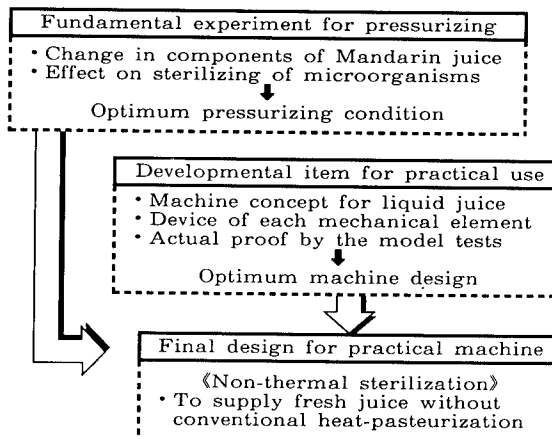 Fundamental experiment for pressurizing
・Change in components of Mandarin juice
・Effect on sterilizing of microorganisms
Optimum pressurizing condition
Developmental item for practical use
・Machine concept for liquid juice
・Device of each mechanical element
・Actual proof by the model tests
Optimum machine design
Final design for practical machine
《Non-thermal sterilization》
・To supply fresh juice without
conventional heat-pasteurization